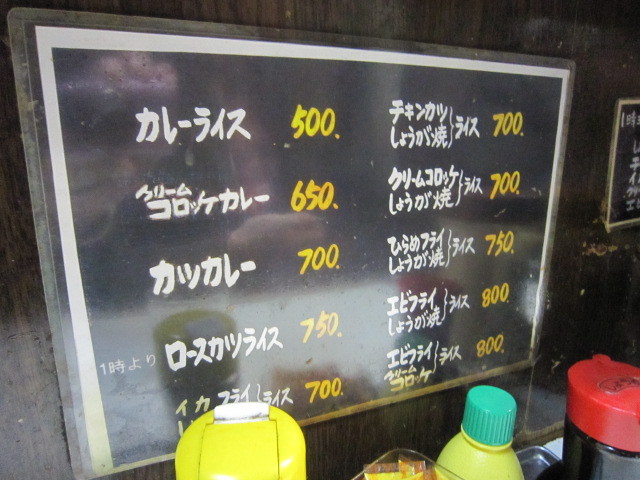 カレーライス 500.
クリーム
コロッケカレー 650.
カツカレー 700.
1時より ロースカツライス 750.
イカフライ
ライス 700.
チキンカツ
しょうが焼 ライス 700.
クリームコロッケ
しょうが焼 ライス 700.
ひらめフライ
しょうが焼 ライス 750.
エビフライ
しょうが焼 ライス 800.
エビフライ
クリーム
コロッケ ライス 800.